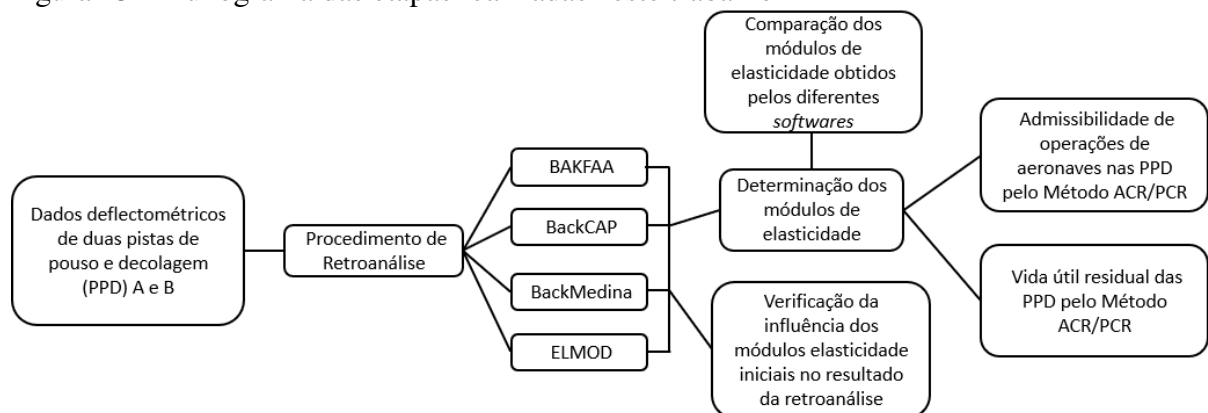 Dados deflectométricos
de duas pistas de
pouso e decolagem
(PPD) A e B
Procedimento de
Retroanálise
BAKFAA
BackCAP
BackMedina
ELMOD
Comparação dos
módulos de
elasticidade obtidos
pelos diferentes
softwares
Determinação dos
módulos de
elasticidade
Verificação da
influência dos
módulos elasticidade
iniciais no resultado
da retroanálise
Admissibilidade de
operações de
aeronaves nas PPD
pelo Método ACR/PCR
Vida útil residual das
PPD pelo Método
ACR/PCR